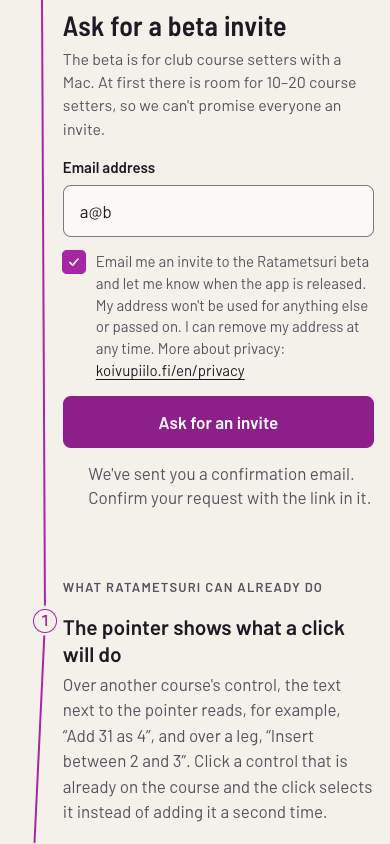 Ask for a beta invite
The beta is for club course setters with a
Mac. At first there is room for 10–20 course
setters, so we can't promise everyone an
invite.
Email address
a@b
Email me an invite to the Ratametsuri beta
and let me know when the app is released.
My address won't be used for anything else
or passed on. I can remove my address at
any time. More about privacy:
koivupiilo.fi/en/privacy
Ask for an invite
We've sent you a confirmation email.
Confirm your request with the link in it.
WHAT RATAMETSURI CAN ALREADY DO
1
The pointer shows what a click
will do
Over another course's control, the text
next to the pointer reads, for example,
“Add 31 as 4”, and over a leg, “Insert
between 2 and 3”. Click a control that is
already on the course and the click selects
it instead of adding it a second time.